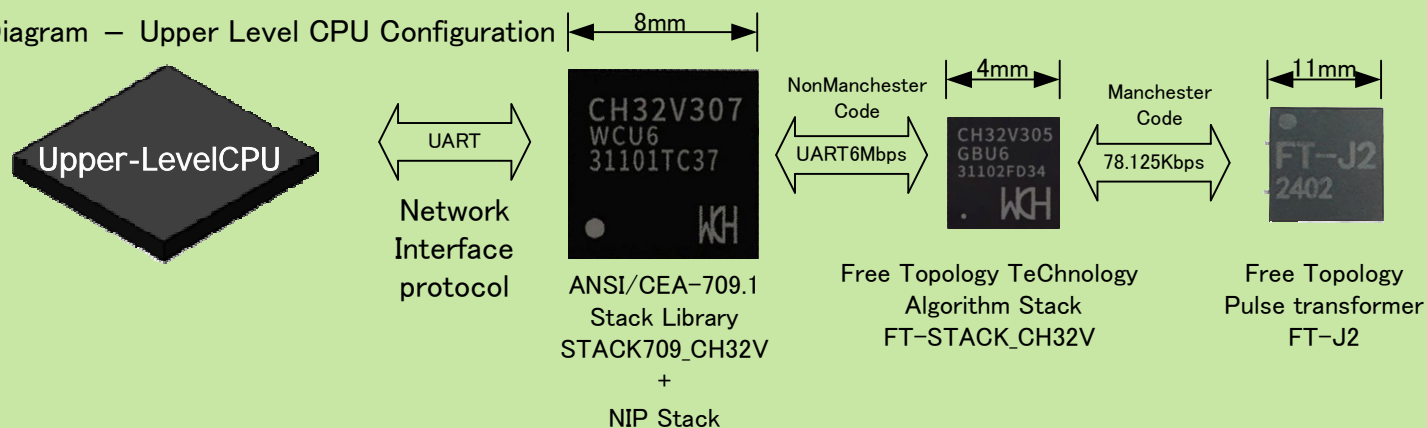 Diagram − Upper Level CPU Configuration
8mm
Upper-LevelCPU
UART
Network
Interface
protocol
CH32V307
WCU6
31101TC37
WCH
ANSI/CEA-709.1
Stack Library
STACK709_CH32V
+
NIP Stack
NonManchester
Code
UART6Mbps
4mm
CH32V305
GBU6
31102FD34
WCH
Free Topology TeChnology
Algorithm Stack
FT-STACK_CH32V
Manchester
Code
78.125Kbps
11mm
FT-J2
2402
Free Topology
Pulse transformer
FT-J2